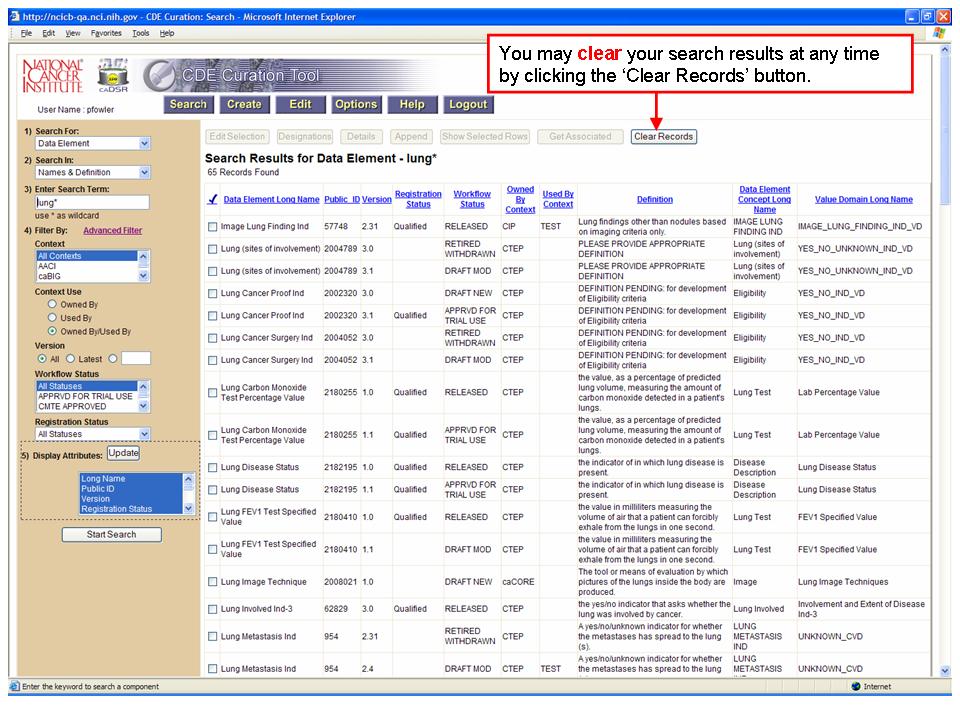 http://ncicb-qa.nci.nih.gov - CDE Curation: Search - Microsoft Internet Explorer
File Edit View Favorites Tools Help
You may clear your search results at any time
by clicking the ‘Clear Records’ button.
NATIONAL
CANCER
INSTITUTE
caDSR
CDE Curation Tool
User Name : pfowler
Search Create Edit Options Help Logout
1) Search For:
Data Element
2) Search In:
Names & Definition
3) Enter Search Term:
lung*
use * as wildcard
4) Filter By: Advanced Filter
Context
All Contexts
AACI
caBIG
Context Use
Owned By
Used By
Owned By/Used By
Version
All Latest
Workflow Status
All Statuses
APPRVD FOR TRIAL USE
CMTE APPROVED
Registration Status
All Statuses
5) Display Attributes: Update
Long Name
Public ID
Version
Registration Status
Start Search
Edit Selection Designations Details Append Show Selected Rows Get Associated Clear Records
Search Results for Data Element - lung*
65 Records Found
Data Element Long Name Public_ID Version Registration Status Workflow Status Owned By Context Used By Context Definition Data Element Concept Long Name Value Domain Long Name
Image Lung Finding Ind 57748 2.31 Qualified RELEASED CIP TEST Lung findings other than nodules based on imaging criteria only. IMAGE LUNG FINDING IND IMAGE_LUNG_FINDING_IND_VD
Lung (sites of involvement) 2004789 3.0 RETIRED WITHDRAWN CTEP PLEASE PROVIDE APPROPRIATE DEFINITION Lung (sites of involvement) YES_NO_UNKNOWN_IND_VD
Lung (sites of involvement) 2004789 3.1 DRAFT MOD CTEP PLEASE PROVIDE APPROPRIATE DEFINITION Lung (sites of involvement) YES_NO_UNKNOWN_IND_VD
Lung Cancer Proof Ind 2002320 3.0 DRAFT NEW CTEP DEFINITION PENDING: for development of Eligibility criteria Eligibility YES_NO_IND_VD
Lung Cancer Proof Ind 2002320 3.1 Qualified APPRVD FOR TRIAL USE CTEP DEFINITION PENDING: for development of Eligibility criteria Eligibility YES_NO_IND_VD
Lung Cancer Surgery Ind 2004052 3.0 RETIRED WITHDRAWN CTEP DEFINITION PENDING: for development of Eligibility criteria Eligibility YES_NO_IND_VD
Lung Cancer Surgery Ind 2004052 3.1 DRAFT MOD CTEP DEFINITION PENDING: for development of Eligibility criteria Eligibility YES_NO_IND_VD
Lung Carbon Monoxide Test Percentage Value 2180255 1.0 Qualified RELEASED CTEP the value, as a percentage of predicted lung volume, measuring the amount of carbon monoxide detected in a patient's lungs. Lung Test Lab Percentage Value
Lung Carbon Monoxide Test Percentage Value 2180255 1.1 Qualified APPRVD FOR TRIAL USE CTEP the value, as a percentage of predicted lung volume, measuring the amount of carbon monoxide detected in a patient's lungs. Lung Test Lab Percentage Value
Lung Disease Status 2182195 1.0 Qualified RELEASED CTEP the indicator of in which lung disease is present. Disease Description Lung Disease Status
Lung Disease Status 2182195 1.1 Qualified APPRVD FOR TRIAL USE CTEP the indicator of in which lung disease is present. Disease Description Lung Disease Status
Lung FEV1 Test Specified Value 2180410 1.0 Qualified RELEASED CTEP the value in milliliters measuring the volume of air that a patient can forcibly exhale from the lungs in one second. Lung Test FEV1 Specified Value
Lung FEV1 Test Specified Value 2180410 1.1 DRAFT MOD CTEP the value in milliliters measuring the volume of air that a patient can forcibly exhale from the lungs in one second. Lung Test FEV1 Specified Value
Lung Image Technique 2008021 1.0 DRAFT NEW caCORE The tool or means of evaluation by which pictures of the lungs inside the body are produced. Image Lung Image Techniques
Lung Involved Ind-3 62829 3.0 Qualified RELEASED CTEP the yes/no indicator that asks whether the lung was involved by cancer. Lung Involved Involvement and Extent of Disease Ind-3
Lung Metastasis Ind 954 2.31 RETIRED WITHDRAWN CTEP A yes/no/unknown indicator for whether the metastases has spread to the lung (s). LUNG METASTASIS IND UNKNOWN_CVD
Lung Metastasis Ind 954 2.4 DRAFT MOD CTEP TEST A yes/no/unknown indicator for whether the metastases has spread to the lung LUNG METASTASIS UNKNOWN_CVD
Enter the keyword to search a component Internet